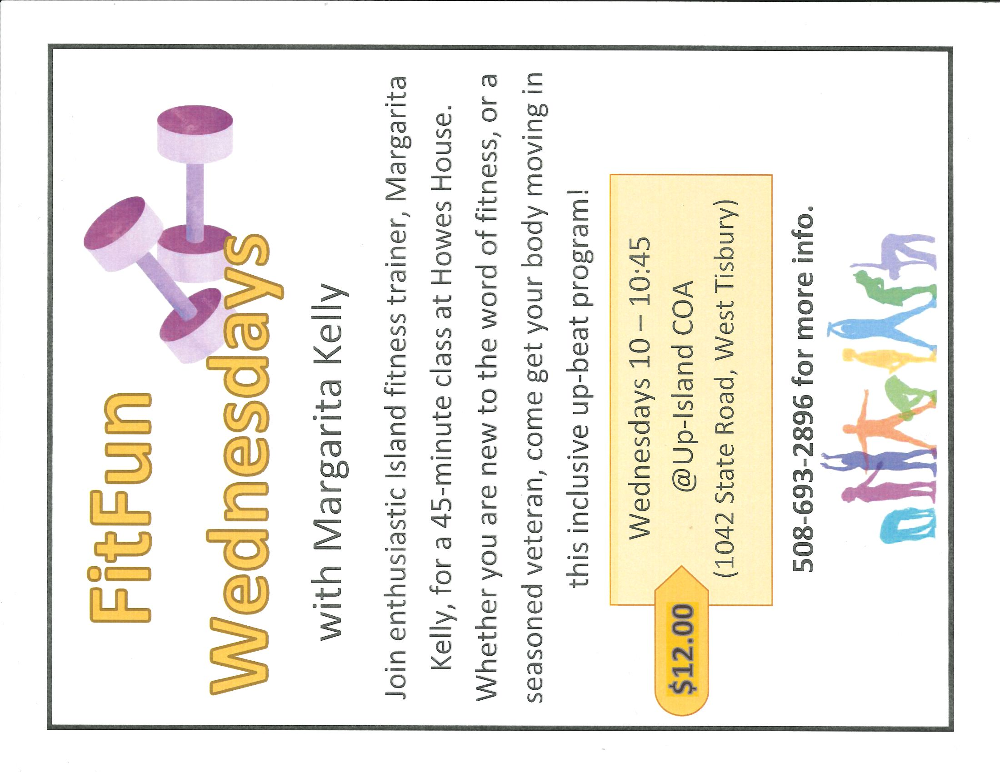 FitFun
Wednesdays
with Margarita Kelly
Join enthusiastic Island fitness trainer, Margarita
Kelly, for a 45-minute class at Howes House.
Whether you are new to the word of fitness, or a
seasoned veteran, come get your body moving in
this inclusive up-beat program!
$12.00
Wednesdays 10 – 10:45
@Up-Island COA
(1042 State Road, West Tisbury)
508-693-2896 for more info.